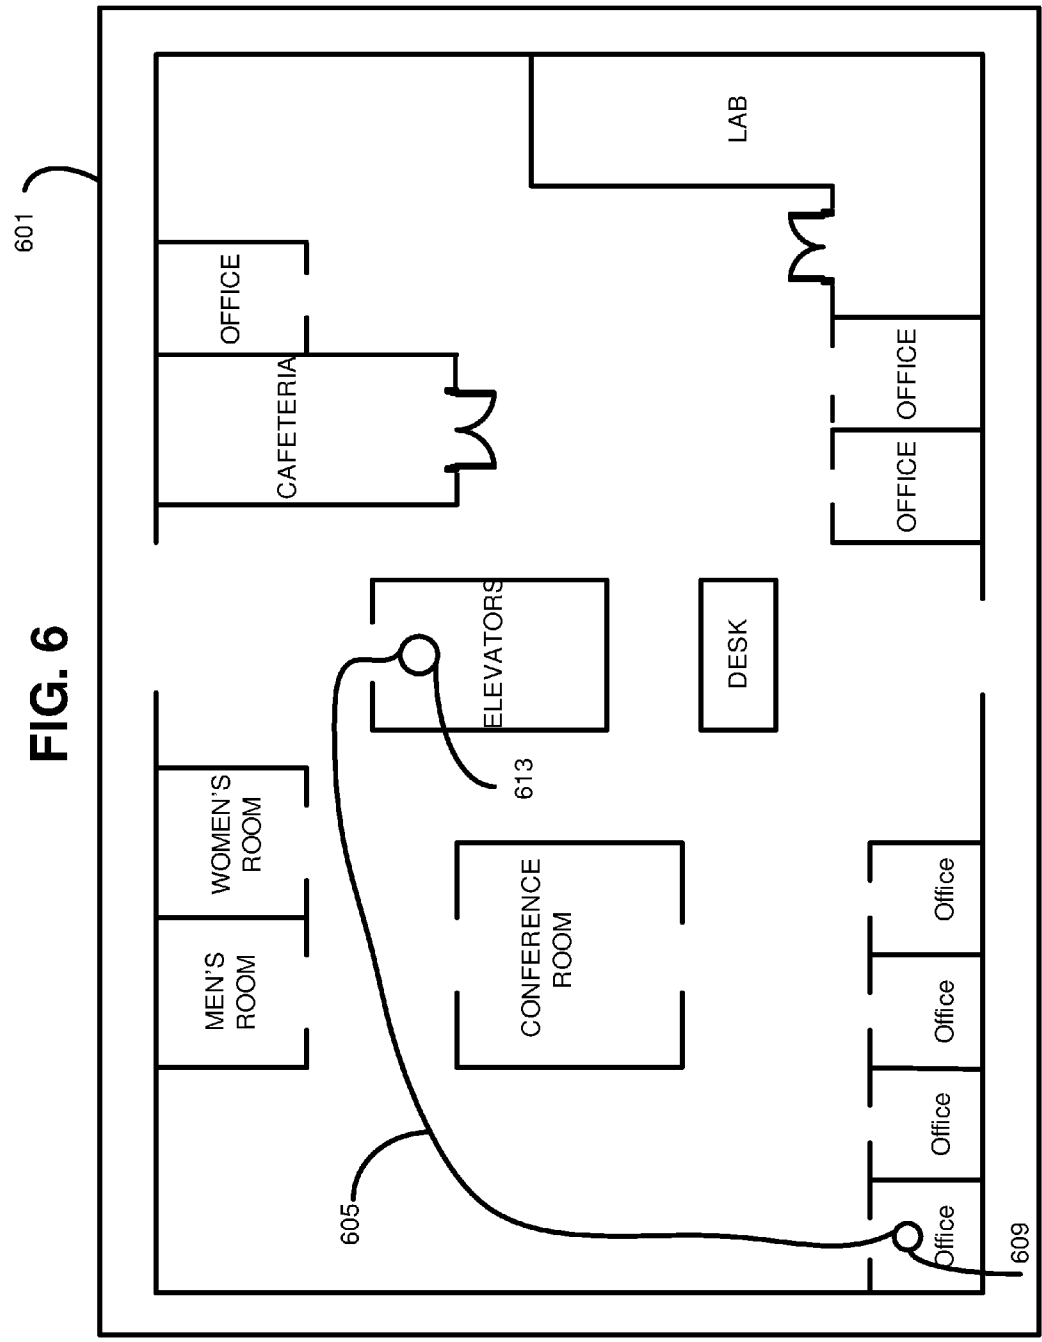 FIG. 6
601
MEN'S
ROOM
WOMEN'S
ROOM
CAFETERIA
OFFICE
605
613
CONFERENCE
ROOM
ELEVATORS
DESK
LAB
609
Office
Office
Office
Office
OFFICE
OFFICE